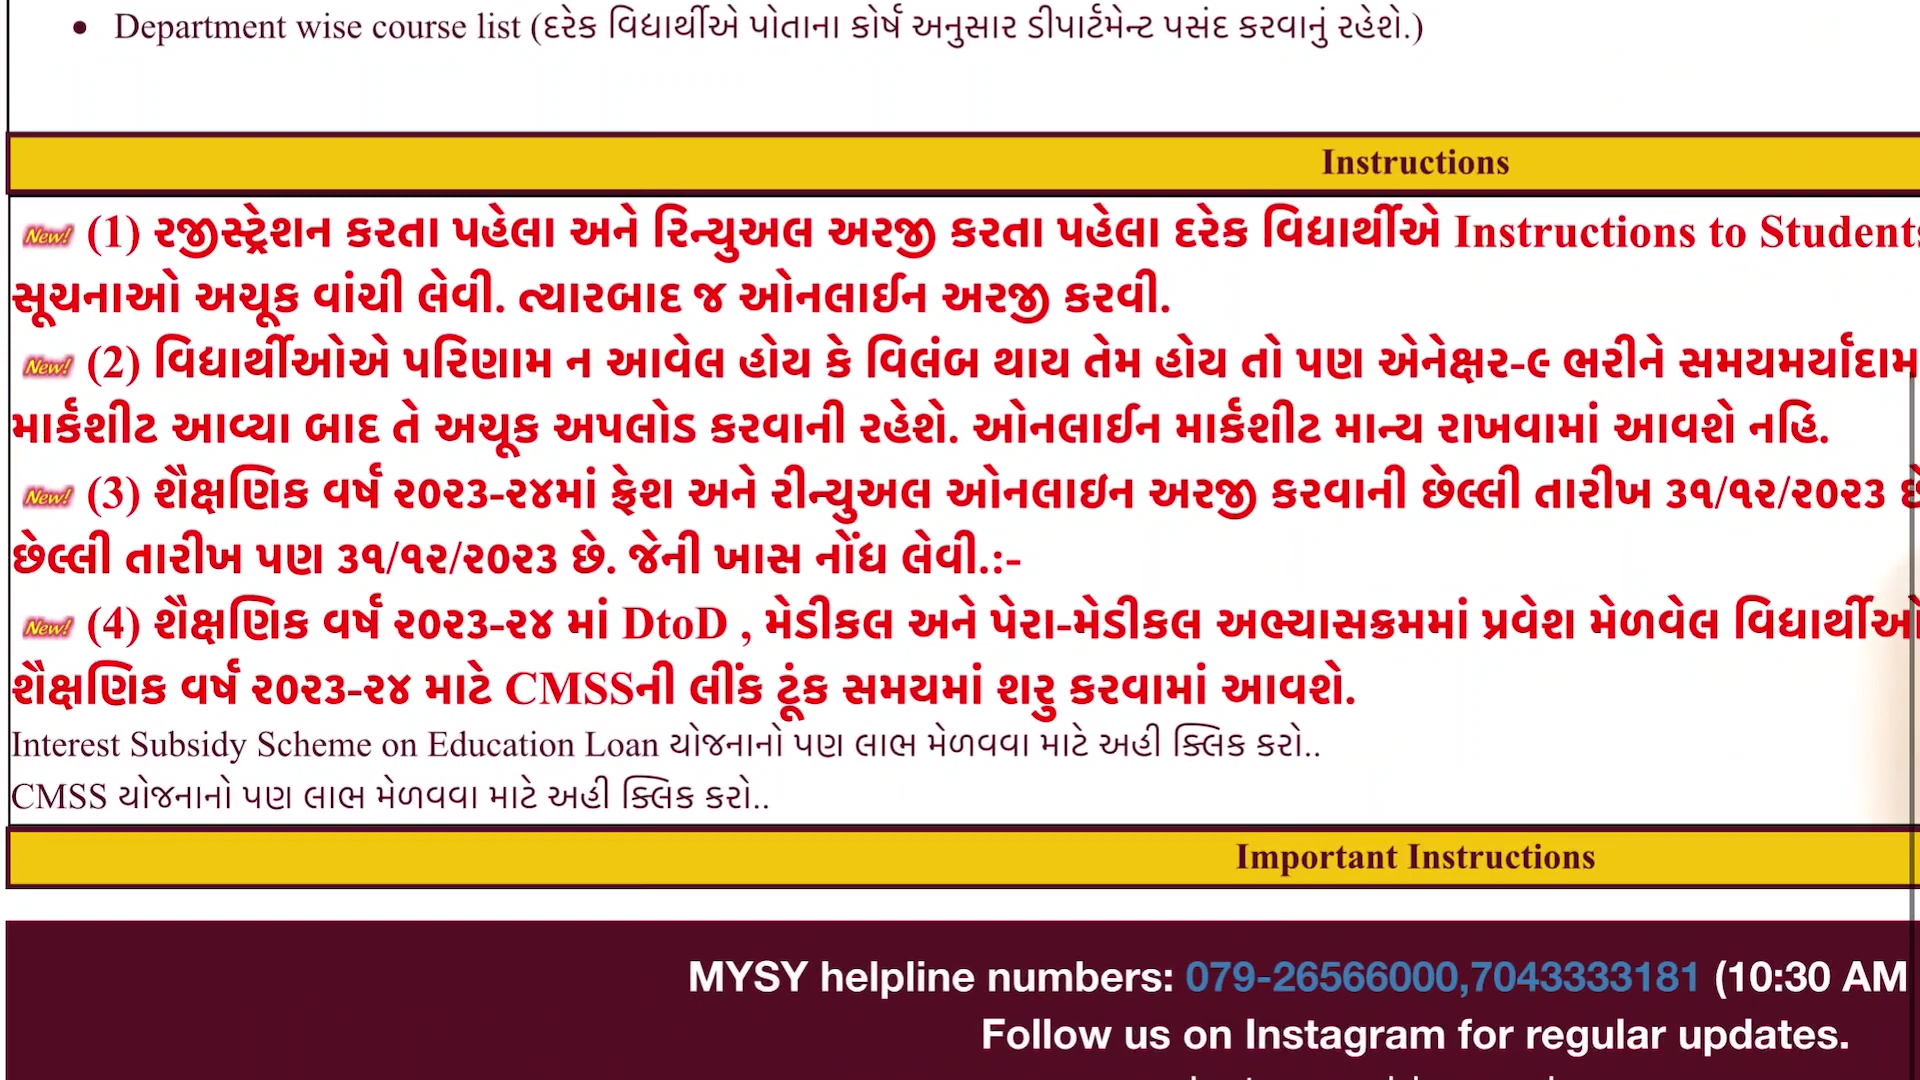 • Department wise course list (દરેક વિદ્યાર્થીએ પોતાના કોર્ષ અનુસાર ડીપાર્ટમેન્ટ પસંદ કરવાનું રહેશે.)
Instructions
New! (1) રજીસ્ટ્રેશન કરતા પહેલા અને રિન્યુઅલ અરજી કરતા પહેલા દરેક વિદ્યાર્થીએ Instructions to Students
સૂચનાઓ અચૂક વાંચી લેવી. ત્યારબાદ જ ઓનલાઈન અરજી કરવી.
New! (2) વિદ્યાર્થીઓએ પરિણામ ન આવેલ હોય કે વિલંબ થાય તેમ હોય તો પણ એનેક્ષર-૯ ભરીને
માર્કશીટ આવ્યા બાદ તે અચૂક અપલોડ કરવાની રહેશે. ઓનલાઈન માર્કશીટ માન્ય રાખવામાં આવશે નહિ.
New! (3) શૈક્ષણિક વર્ષ ૨૦૨૩-૨૪માં ફ્રેશ અને રીન્યુઅલ ઓનલાઇન અરજી કરવાની છેલ્લી તારીખ ૩૧/૧૨/૨૦૨૩
છેલ્લી તારીખ પણ ૩૧/૧૨/૨૦૨૩ છે. જેની ખાસ નોંધ લેવી.:-
New! (4) શૈક્ષણિક વર્ષ ૨૦૨૩-૨૪ માં DtoD , મેડીકલ અને પેરા-મેડીકલ અભ્યાસક્રમમાં પ્રવેશ મેળવેલ
શૈક્ષણિક વર્ષ ૨૦૨૩-૨૪ માટે CMSSની લીંક ટૂંક સમયમાં શરુ કરવામાં આવશે.
Interest Subsidy Scheme on Education Loan યોજનાનો પણ લાભ મેળવવા માટે અહી ક્લિક કરો..
CMSS યોજનાનો પણ લાભ મેળવવા માટે અહી ક્લિક કરો..
Important Instructions
MYSY helpline numbers: 079-26566000,7043333181 (10:30 AM
Follow us on Instagram for regular updates.